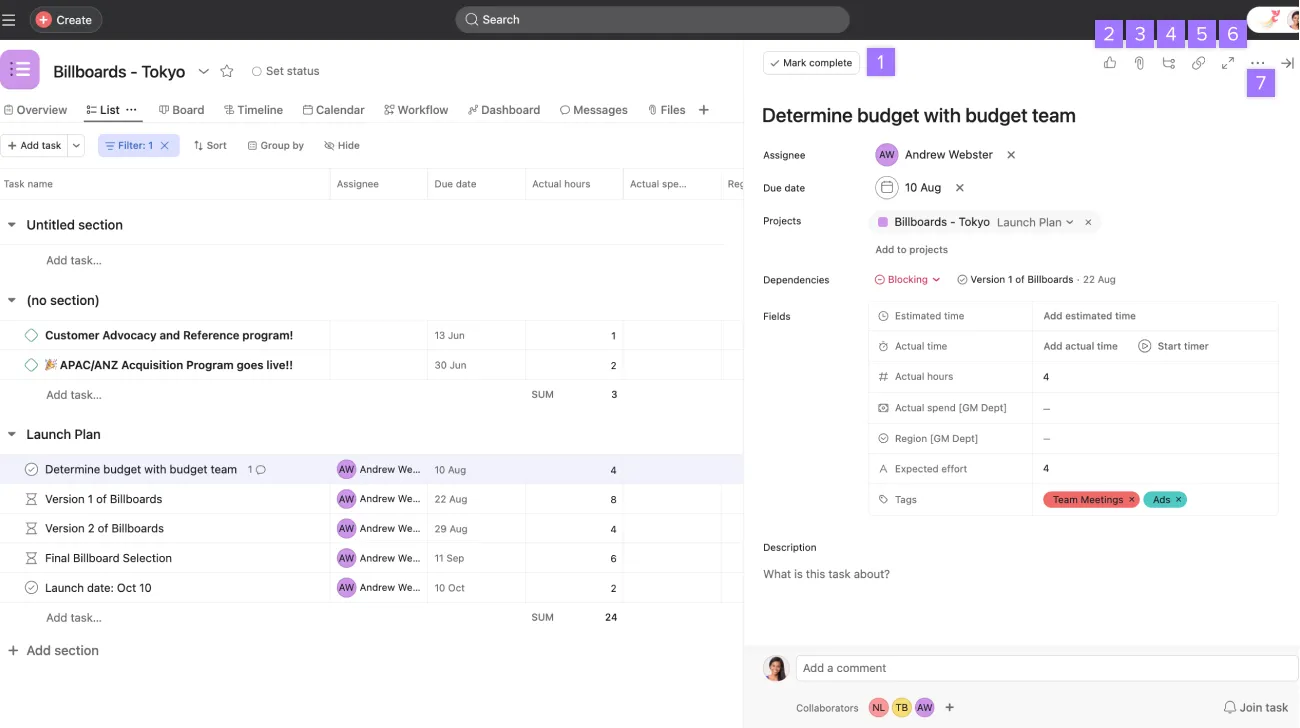 Create
Search
Billboards - Tokyo
Set status
Overview
List
Board
Timeline
Calendar
Workflow
Dashboard
Messages
Files
Add task
Filter: 1
Sort
Group by
Hide
Task name Assignee Due date Actual hours Actual spe... Reg
Untitled section
Add task...
(no section)
Customer Advocacy and Reference program! 13 Jun 1
🎉 APAC/ANZ Acquisition Program goes live!! 30 Jun 2
Add task... SUM 3
Launch Plan
Determine budget with budget team 1 AW Andrew We... 10 Aug 4
Version 1 of Billboards AW Andrew We... 22 Aug 8
Version 2 of Billboards AW Andrew We... 29 Aug 4
Final Billboard Selection AW Andrew We... 11 Sep 6
Launch date: Oct 10 AW Andrew We... 10 Oct 2
Add task... SUM 24
+ Add section
Mark complete 1
2 3 4 5 6
7
Determine budget with budget team
Assignee AW Andrew Webster
Due date 10 Aug
Projects Billboards - Tokyo Launch Plan
Add to projects
Dependencies Blocking Version 1 of Billboards · 22 Aug
Fields
Estimated time Add estimated time
Actual time Add actual time Start timer
# Actual hours 4
Actual spend [GM Dept] –
Region [GM Dept] –
A Expected effort 4
Tags Team Meetings × Ads ×
Description
What is this task about?
Add a comment
Collaborators NL TB AW +
Join task